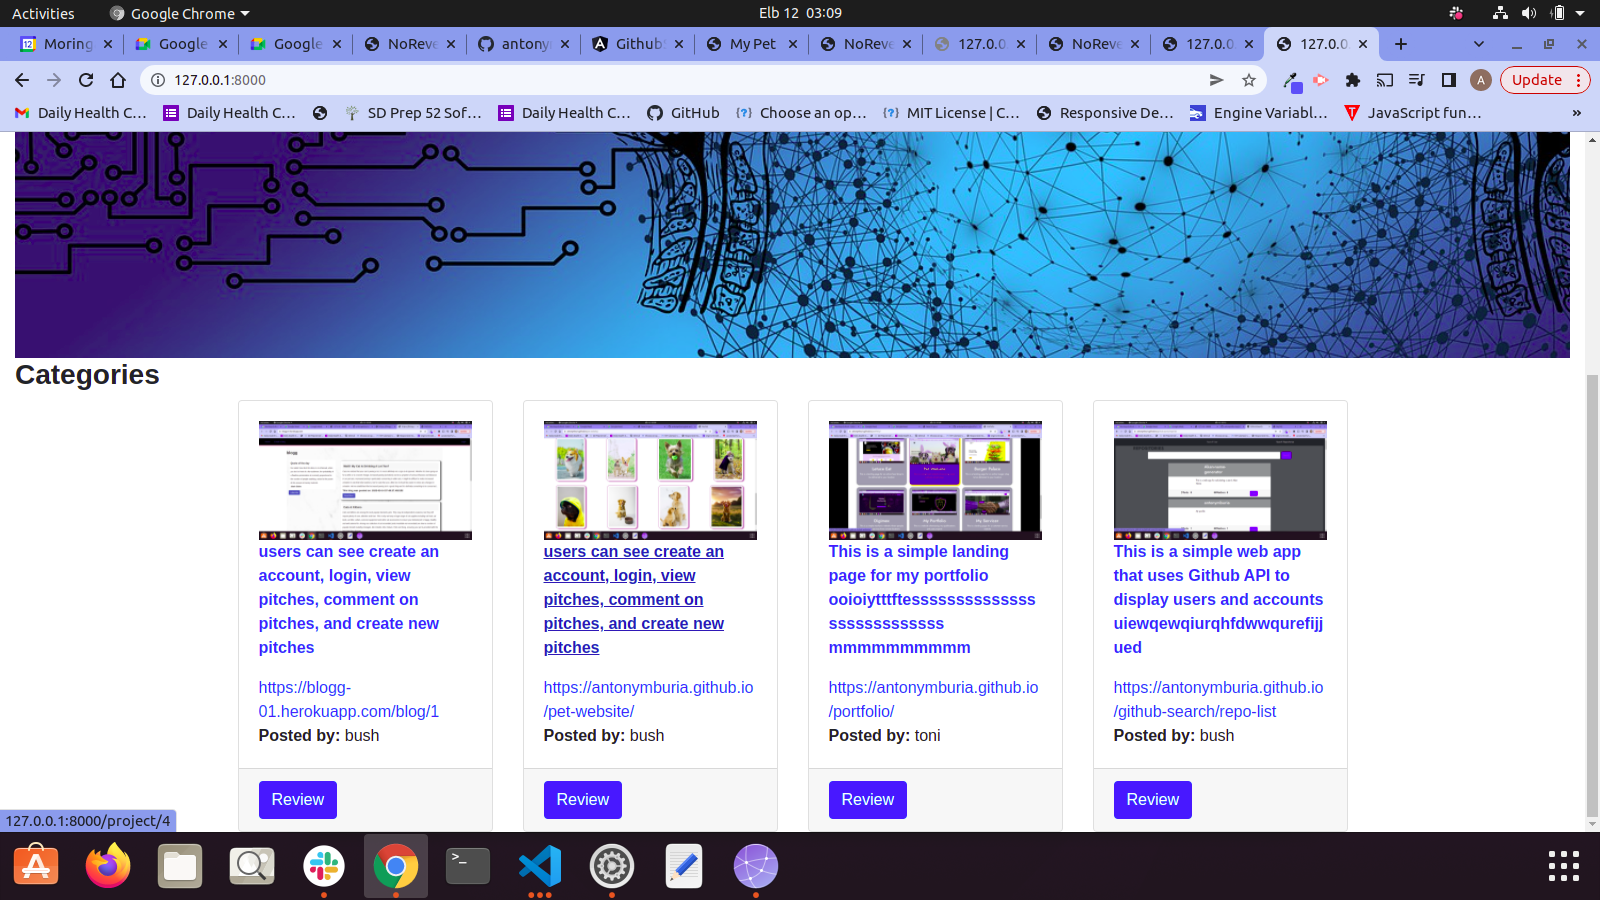 Activities
Google Chrome
Elb 12 03:09
Moring
Google
Google
NoReve
antony
Github
My Pet
NoReve
127.0.0
NoReve
127.0.0
127.0.0
127.0.0.1:8000
A
Update
Daily Health C...
Daily Health C...
SD Prep 52 Sof...
Daily Health C...
GitHub
Choose an op...
MIT License | C...
Responsive De...
Engine Variabl...
JavaScript fun...
»
Categories
users can see create an
account, login, view
pitches, comment on
pitches, and create new
pitches
https://blogg-
01.herokuapp.com/blog/1
Posted by: bush
Review
users can see create an
account, login, view
pitches, comment on
pitches, and create new
pitches
https://antonymburia.github.io
/pet-website/
Posted by: bush
Review
This is a simple landing
page for my portfolio
ooioiytttftessssssssssssss
sssssssssssss
mmmmmmmmmm
https://antonymburia.github.io
/portfolio/
Posted by: toni
Review
This is a simple web app
that uses Github API to
display users and accounts
uiewqewqiurqhfdwwqurefijj
ued
https://antonymburia.github.io
/github-search/repo-list
Posted by: bush
Review
127.0.0.1:8000/project/4